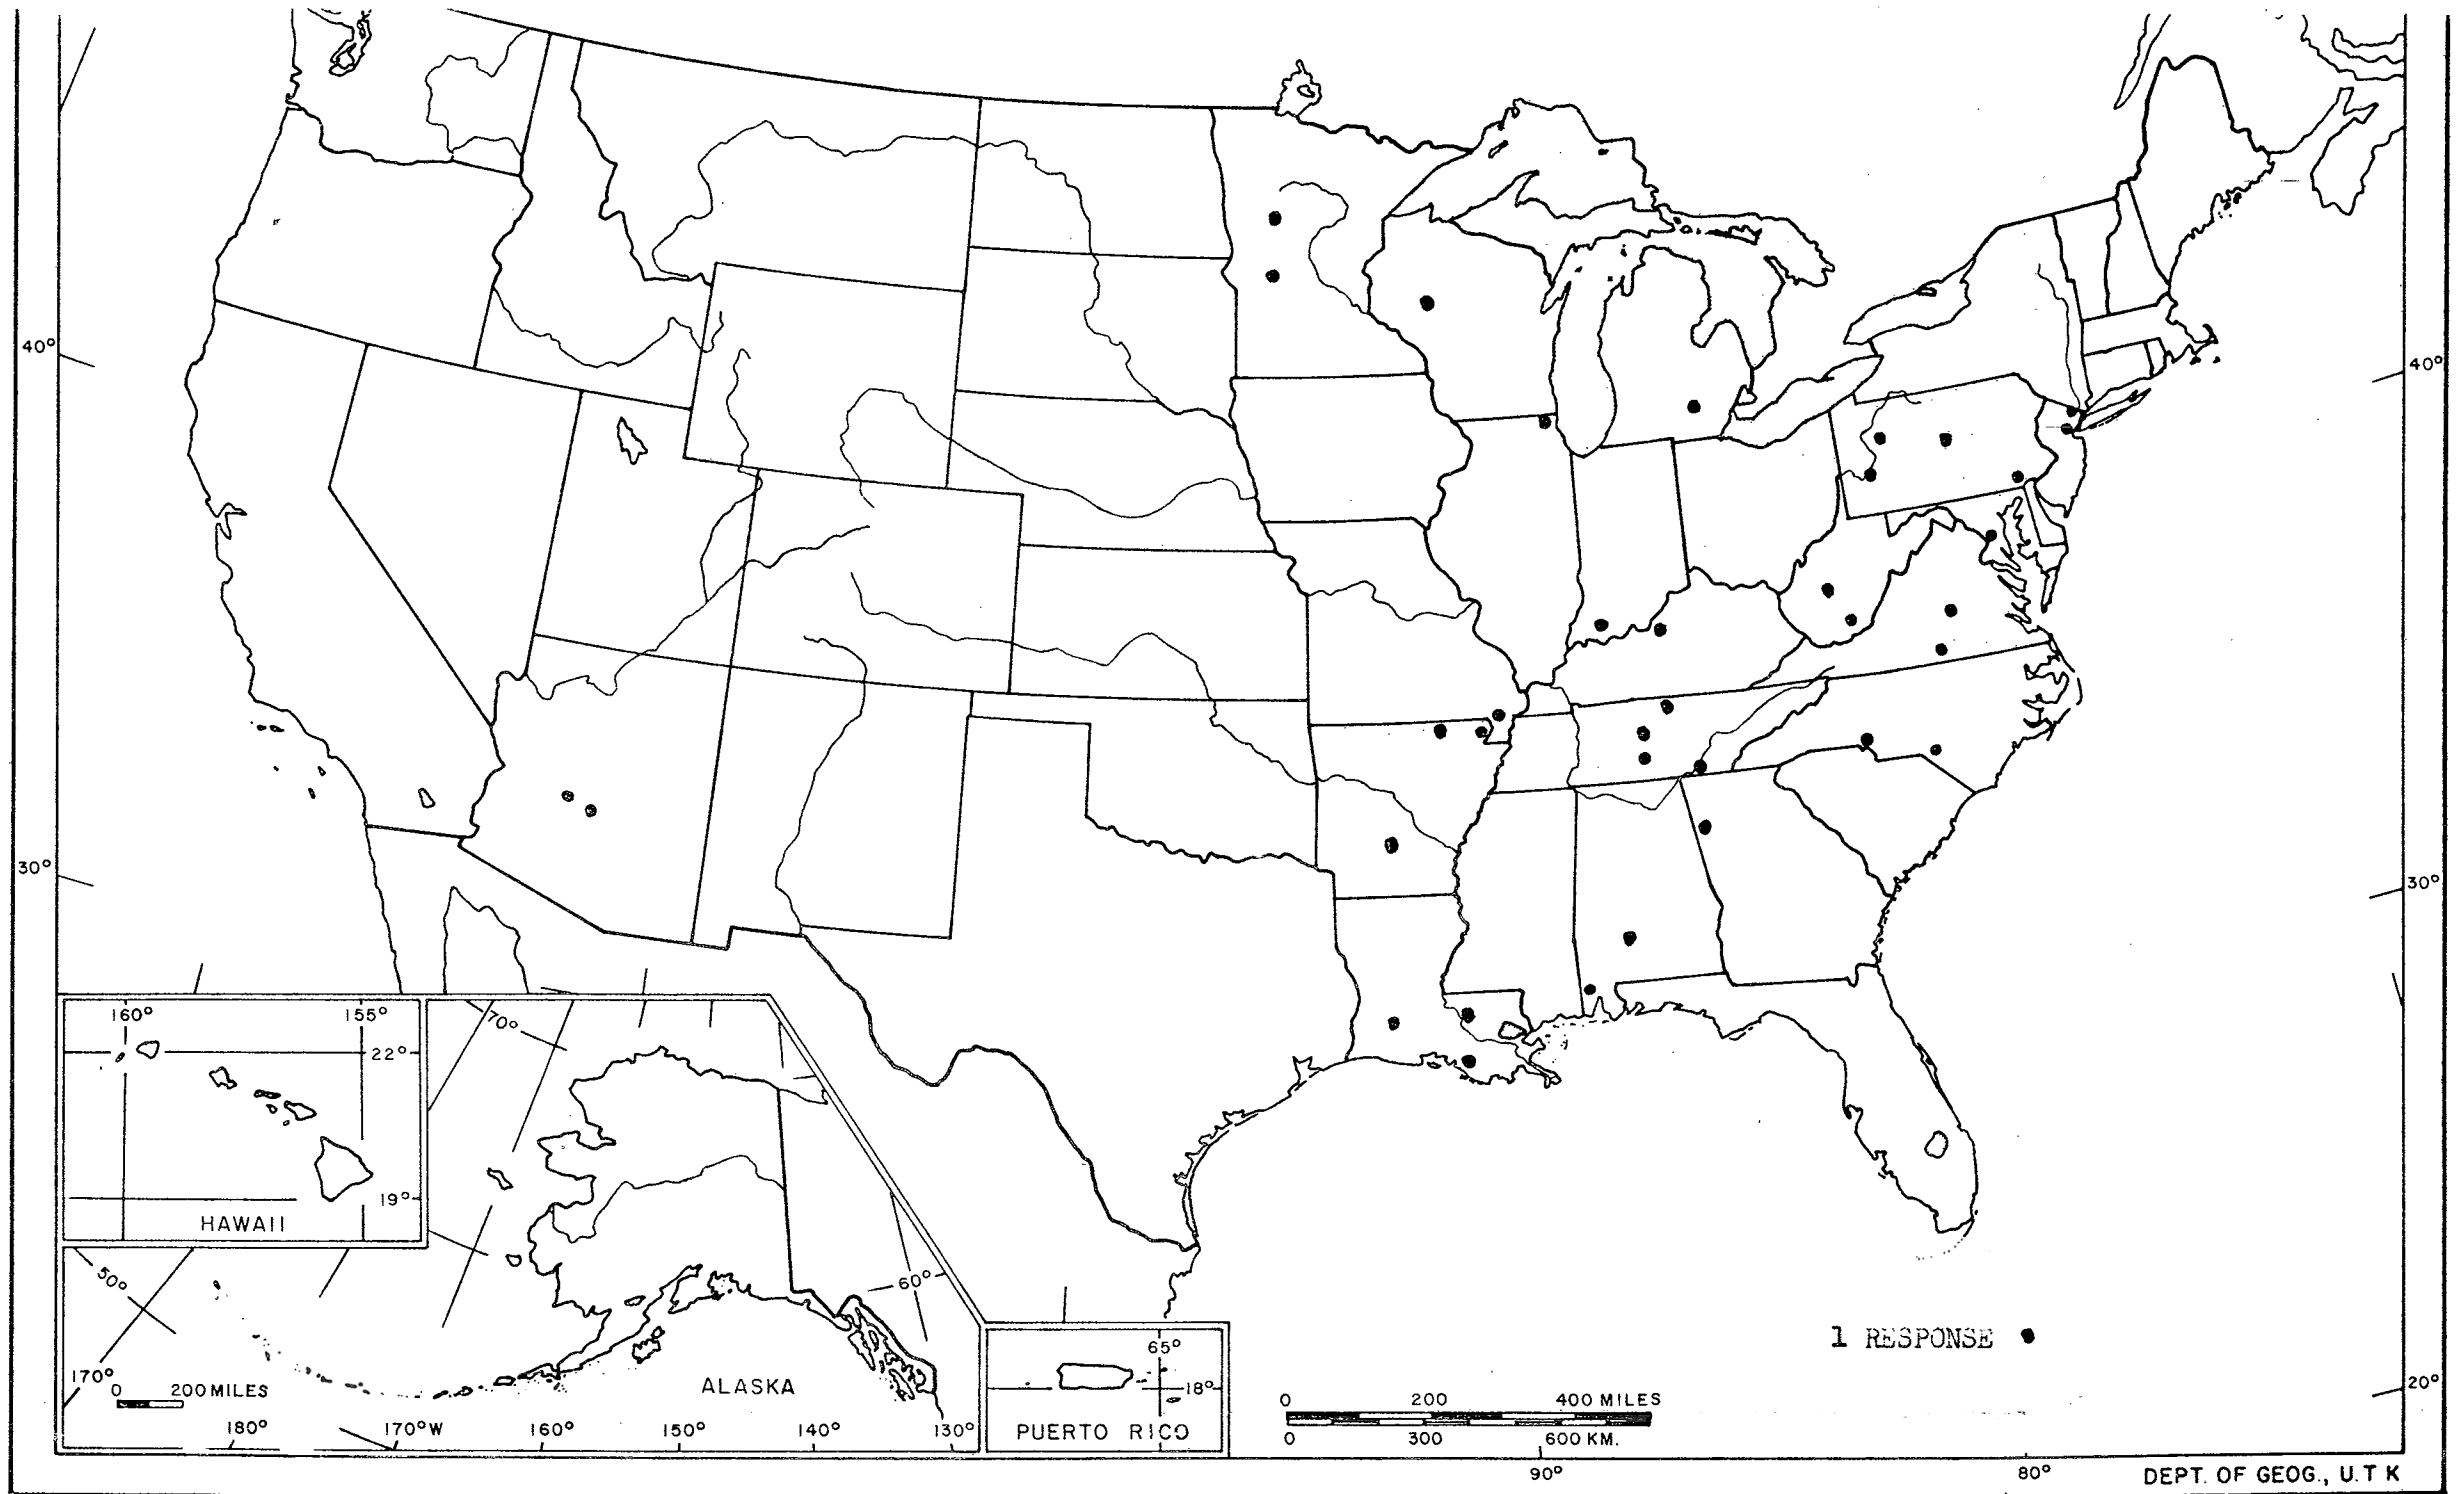 40°
40°
30°
30°
160°
155°
22°
19°
HAWAII
70°
60°
50°
170°
0 200 MILES
ALASKA
180°
170°W
160°
150°
140°
130°
65°
18°
PUERTO RICO
1 RESPONSE
0 200 400 MILES
0 300 600 KM.
20°
90°
80°
DEPT. OF GEOG., U.T K